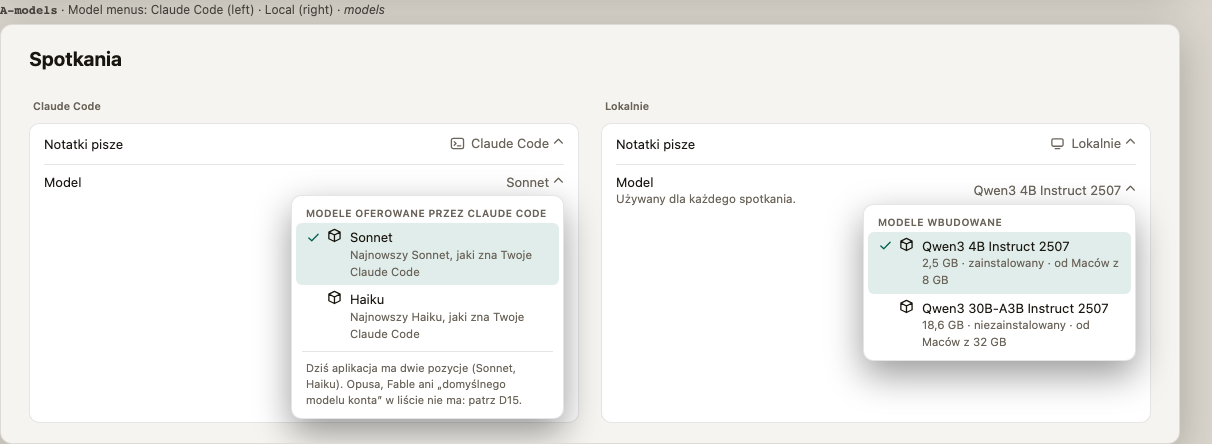 A-models · Model menus: Claude Code (left) · Local (right) · models
Spotkania
Claude Code
Notatki pisze
Claude Code
Model
Sonnet
MODELE OFEROWANE PRZEZ CLAUDE CODE
Sonnet
Najnowszy Sonnet, jaki zna Twoje
Claude Code
Haiku
Najnowszy Haiku, jaki zna Twoje
Claude Code
Dziś aplikacja ma dwie pozycje (Sonnet,
Haiku). Opusa, Fable ani „domyślnego
modelu konta” w liście nie ma: patrz D15.
Lokalnie
Notatki pisze
Lokalnie
Model
Używany dla każdego spotkania.
Qwen3 4B Instruct 2507
MODELE WBUDOWANE
Qwen3 4B Instruct 2507
2,5 GB · zainstalowany · od Maców z
8 GB
Qwen3 30B-A3B Instruct 2507
18,6 GB · niezainstalowany · od
Maców z 32 GB